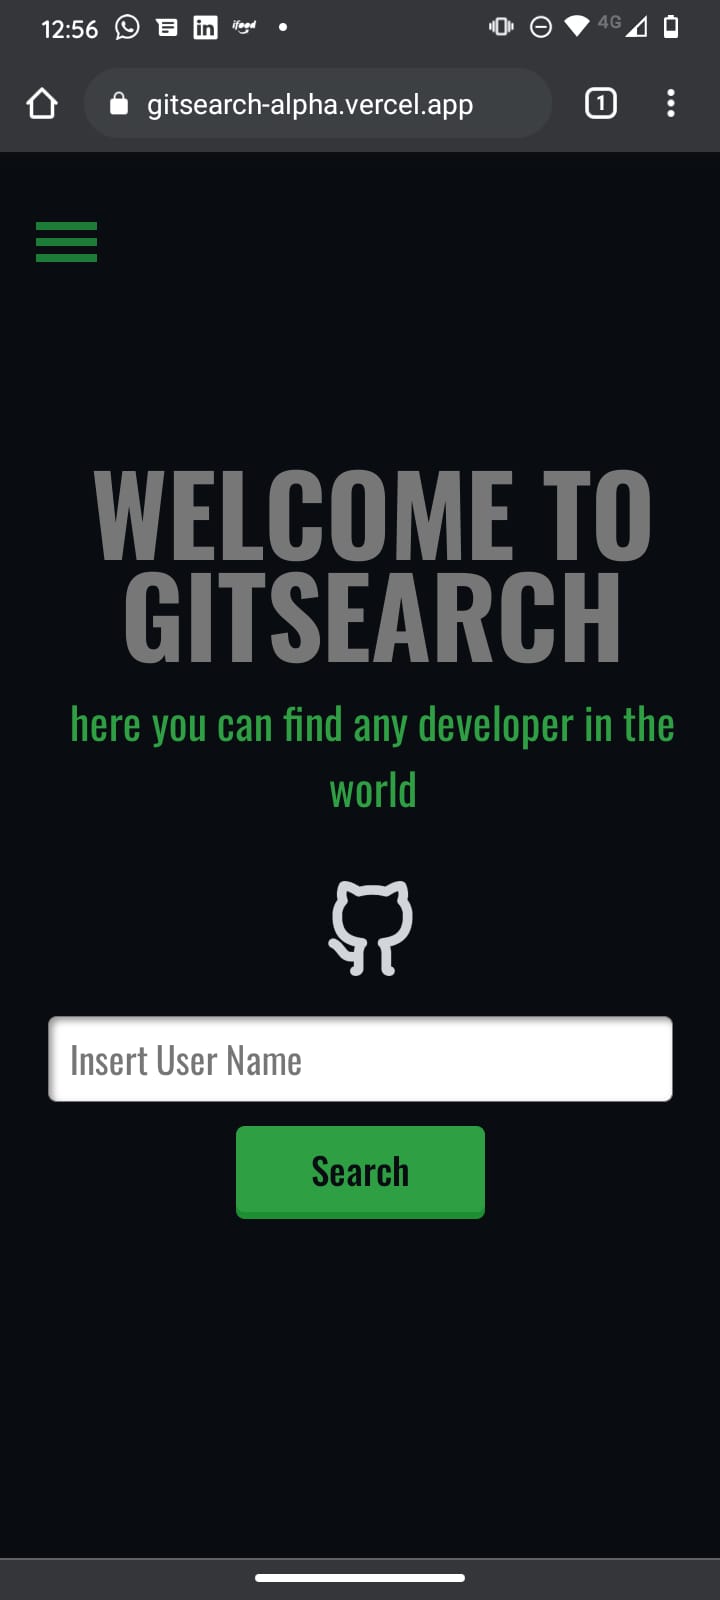 12:56
in
ifood
4G
gitsearch-alpha.vercel.app
1
WELCOME TO
GITSEARCH
here you can find any developer in the
world
Insert User Name
Search